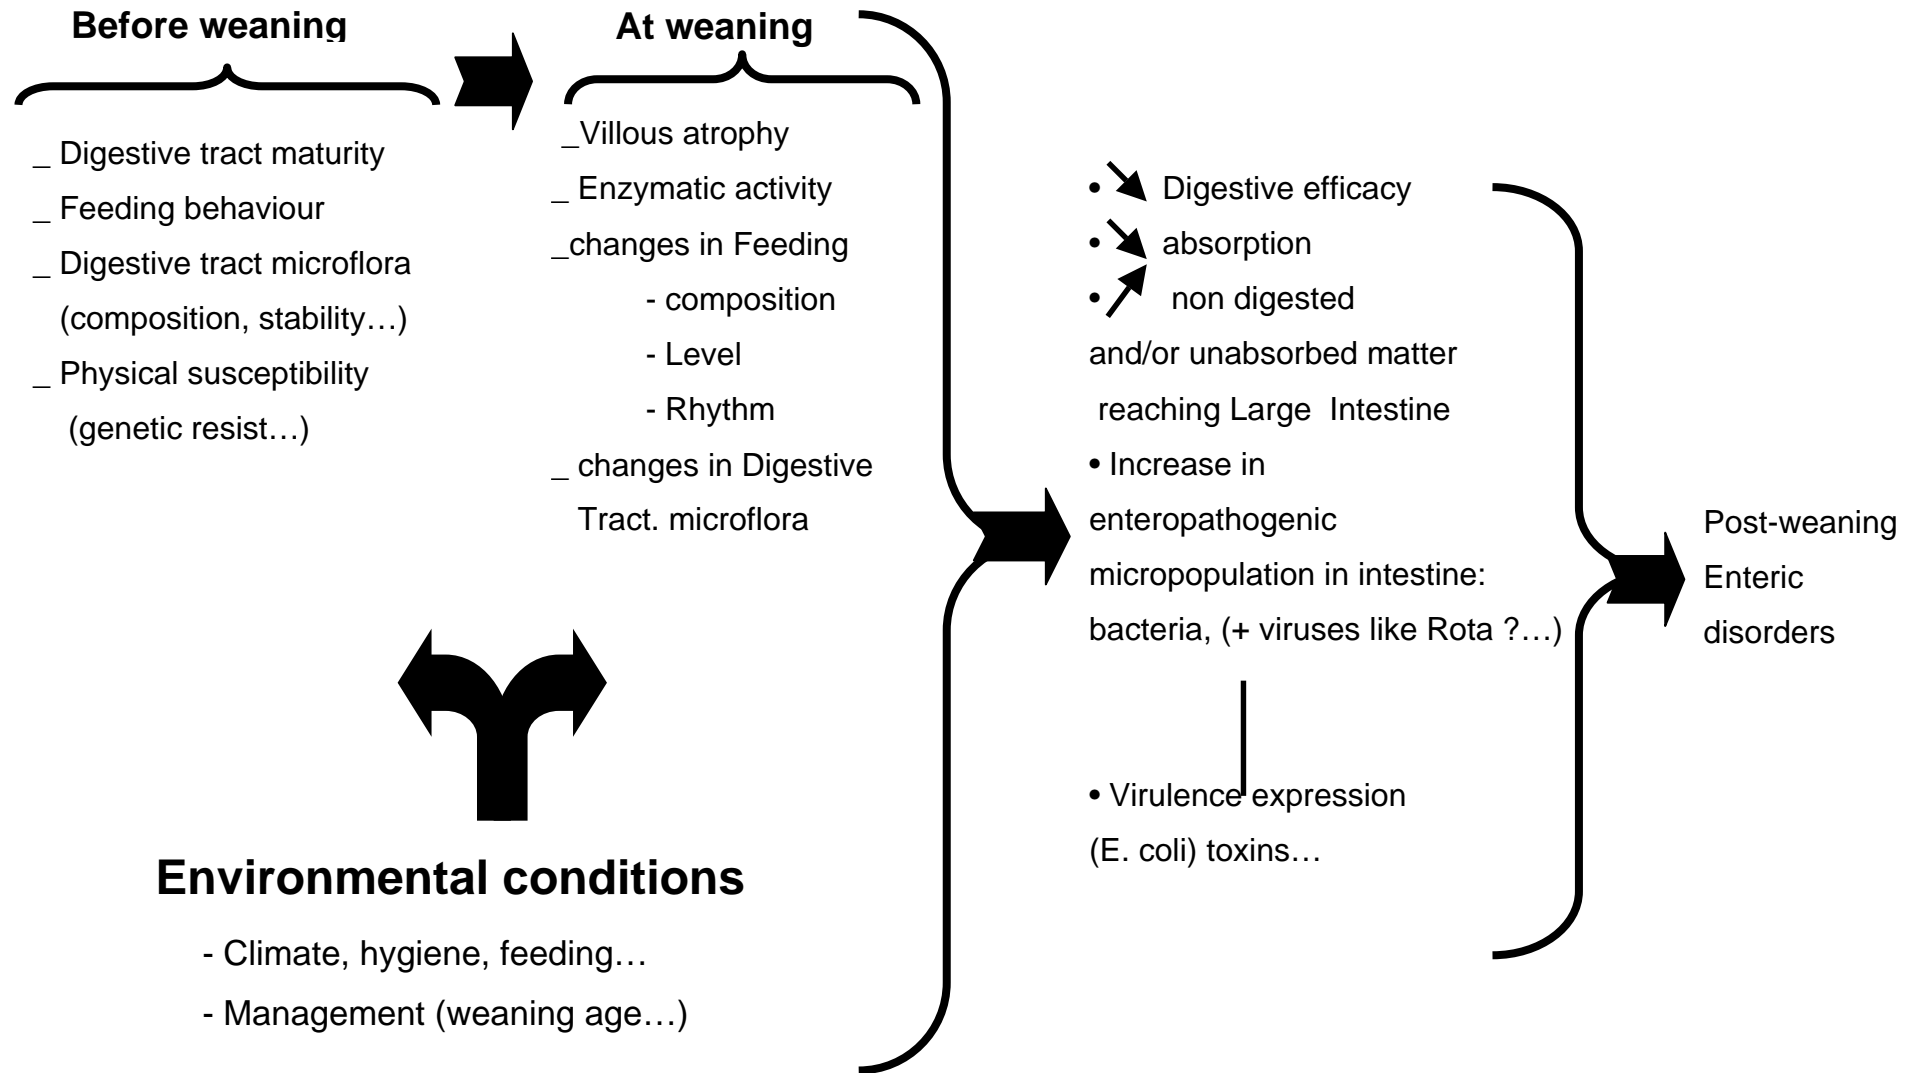 Before weaning
_ Digestive tract maturity
_ Feeding behaviour
_ Digestive tract microflora
(composition, stability…)
_ Physical susceptibility
(genetic resist…)
At weaning
_Villous atrophy
_ Enzymatic activity
_changes in Feeding
- composition
- Level
- Rhythm
_ changes in Digestive
Tract. microflora
Environmental conditions
- Climate, hygiene, feeding…
- Management (weaning age…)
• Digestive efficacy
• absorption
• non digested
and/or unabsorbed matter
reaching Large Intestine
• Increase in
enteropathogenic
micropopulation in intestine:
bacteria, (+ viruses like Rota ?…)
• Virulence expression
(E. coli) toxins…
Post-weaning
Enteric
disorders